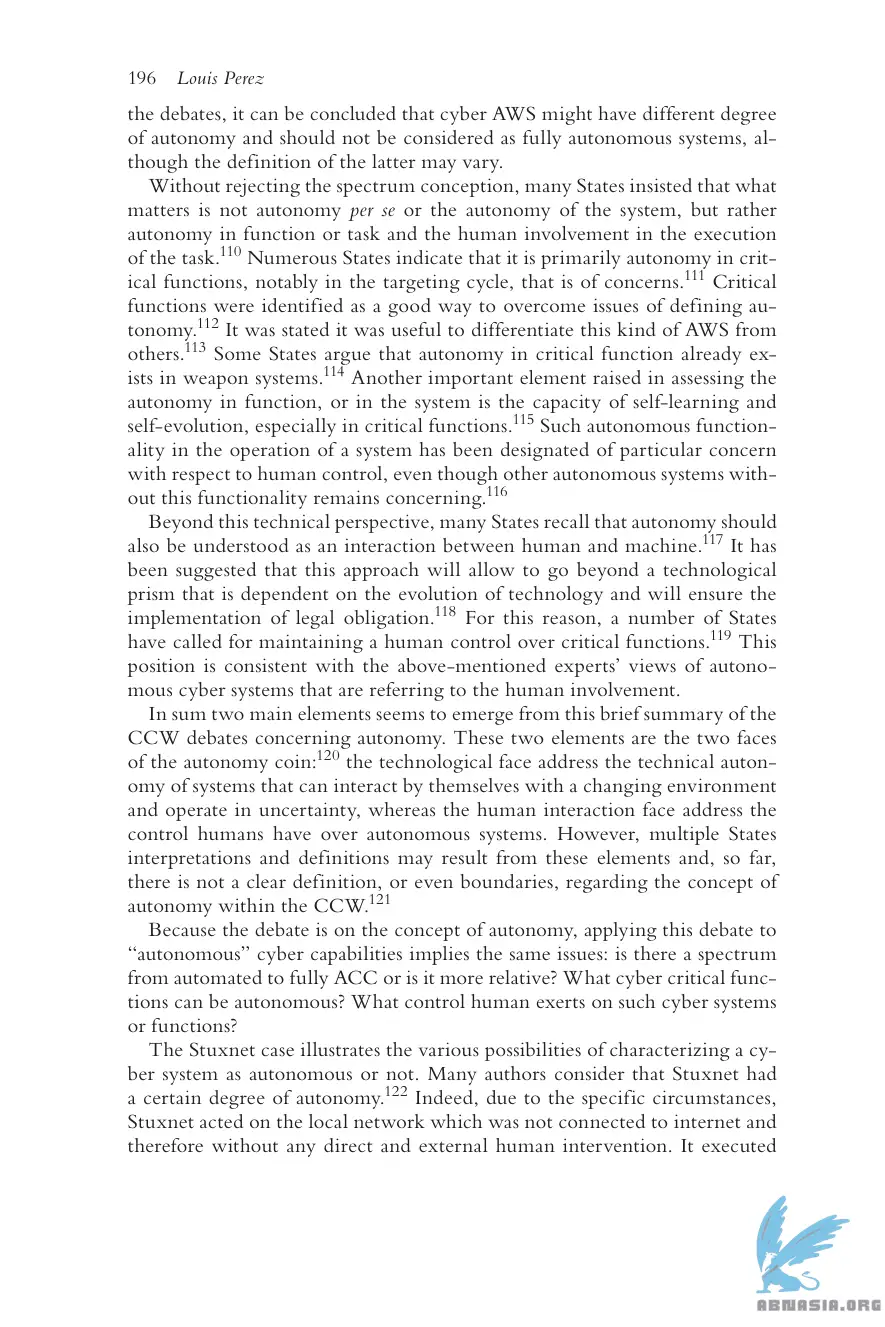 196 Louis Perez
the debates, it can be concluded that cyber AWS might have different degree
of autonomy and should not be considered as fully autonomous systems, al-
though the definition of the latter may vary.
Without rejecting the spectrum conception, many States insisted that what
matters is not autonomy per se or the autonomy of the system, but rather
autonomy in function or task and the human involvement in the execution
of the task.110 Numerous States indicate that it is primarily autonomy in crit-
ical functions, notably in the targeting cycle, that is of concerns.111 Critical
functions were identified as a good way to overcome issues of defining au-
tonomy.112 It was stated it was useful to differentiate this kind of AWS from
others.113 Some States argue that autonomy in critical function already ex-
ists in weapon systems.114 Another important element raised in assessing the
autonomy in function, or in the system is the capacity of self-learning and
self-evolution, especially in critical functions.115 Such autonomous function-
ality in the operation of a system has been designated of particular concern
with respect to human control, even though other autonomous systems with-
out this functionality remains concerning.116
Beyond this technical perspective, many States recall that autonomy should
also be understood as an interaction between human and machine.117 It has
been suggested that this approach will allow to go beyond a technological
prism that is dependent on the evolution of technology and will ensure the
implementation of legal obligation.118 For this reason, a number of States
have called for maintaining a human control over critical functions.119 This
position is consistent with the above-mentioned experts' views of autono-
mous cyber systems that are referring to the human involvement.
In sum two main elements seems to emerge from this brief summary of the
CCW debates concerning autonomy. These two elements are the two faces
of the autonomy coin:120 the technological face address the technical auton-
omy of systems that can interact by themselves with a changing environment
and operate in uncertainty, whereas the human interaction face address the
control humans have over autonomous systems. However, multiple States
interpretations and definitions may result from these elements and, so far,
there is not a clear definition, or even boundaries, regarding the concept of
autonomy within the CCW.121
Because the debate is on the concept of autonomy, applying this debate to
“autonomous” cyber capabilities implies the same issues: is there a spectrum
from automated to fully ACC or is it more relative? What cyber critical func-
tions can be autonomous? What control human exerts on such cyber systems
or functions?
The Stuxnet case illustrates the various possibilities of characterizing a cy-
ber system as autonomous or not. Many authors consider that Stuxnet had
a certain degree of autonomy.122 Indeed, due to the specific circumstances,
Stuxnet acted on the local network which was not connected to internet and
therefore without any direct and external human intervention. It executed
ABNASIA.ORG